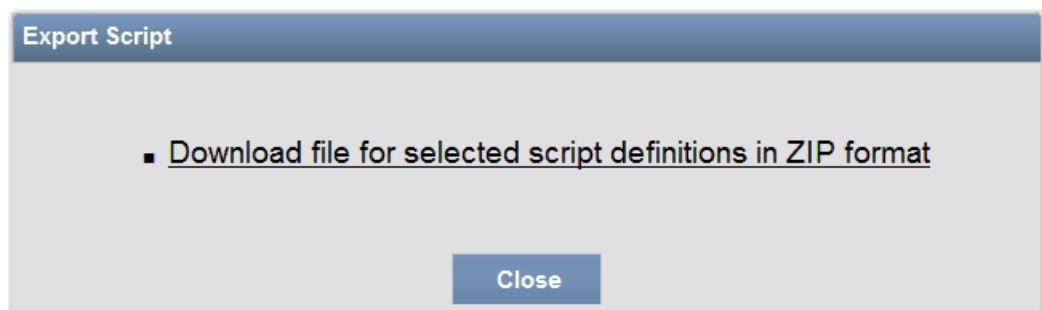 Export Script
▪ Download file for selected script definitions in ZIP format
Close